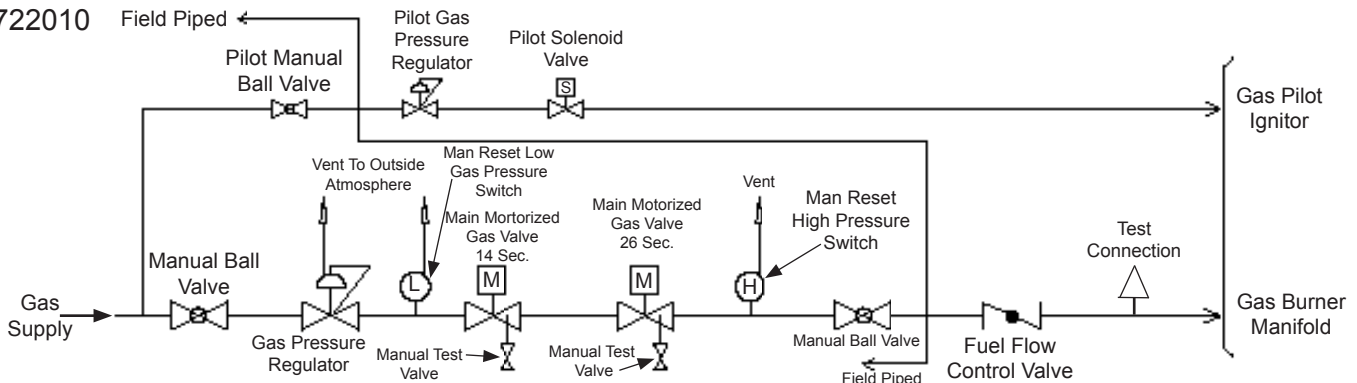 722010
Field Piped
Pilot Manual
Ball Valve
Pilot Gas
Pressure
Regulator
Pilot Solenoid
Valve
S
Gas Pilot
Ignitor
Vent To Outside
Atmosphere
Man Reset Low
Gas Pressure
Switch
Main Mortorized
Gas Valve
14 Sec.
Main Motorized
Gas Valve
26 Sec.
Vent
Man Reset
High Pressure
Switch
Test
Connection
Manual Ball
Valve
L
M
M
H
Gas
Supply
Gas Pressure
Regulator
Manual Test
Valve
Manual Test
Valve
Manual Ball Valve
Field Piped
Fuel Flow
Control Valve
Gas Burner
Manifold